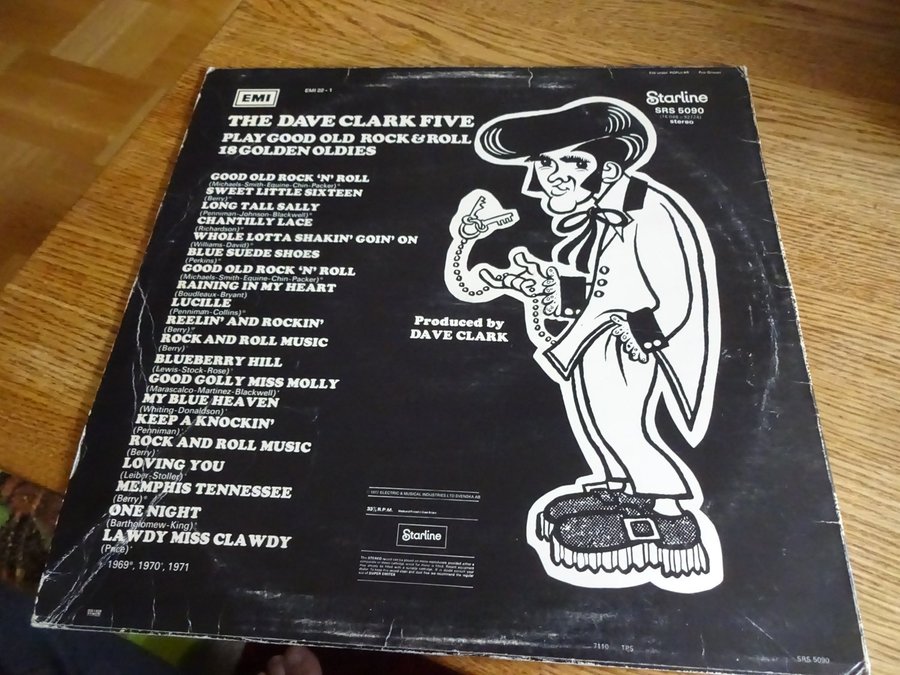 EMI
EMI 22 - 1
Starline
SRS 5090
stereo
THE DAVE CLARK FIVE
PLAY GOOD OLD ROCK & ROLL
18 GOLDEN OLDIES
GOOD OLD ROCK 'N' ROLL
(Michaels-Smith-Equine-Chin-Packer)°
SWEET LITTLE SIXTEEN
(Berry)°
LONG TALL SALLY
(Penniman-Johnson-Blackwell)°
CHANTILLY LACE
(Richardson)°
WHOLE LOTTA SHAKIN' GOIN' ON
(Williams-David)°
BLUE SUEDE SHOES
(Perkins)°
GOOD OLD ROCK 'N' ROLL
(Michaels-Smith-Equine-Chin-Packer)°
RAINING IN MY HEART
(Boudleaux-Bryant)
LUCILLE
(Penniman-Collins)°
REELIN' AND ROCKIN'
(Berry)°
ROCK AND ROLL MUSIC
(Berry)'
BLUEBERRY HILL
(Lewis-Stock-Rose)'
GOOD GOLLY MISS MOLLY
(Marascalco-Martinez-Blackwell)'
MY BLUE HEAVEN
(Whiting-Donaldson)'
KEEP A KNOCKIN'
(Penniman)'
ROCK AND ROLL MUSIC
(Berry)'
LOVING YOU
(Leiber-Stoller)'
MEMPHIS TENNESSEE
(Berry)°
ONE NIGHT
(Bartholomew-King)'
LAWDY MISS CLAWDY
(Price)'
1969°, 1970', 1971
Produced by
DAVE CLARK
1972 ELECTRIC & MUSICAL INDUSTRIES LTD SVENSKA AB
33⅓ R.P.M.
Starline
7110 TPS
SRS 5090